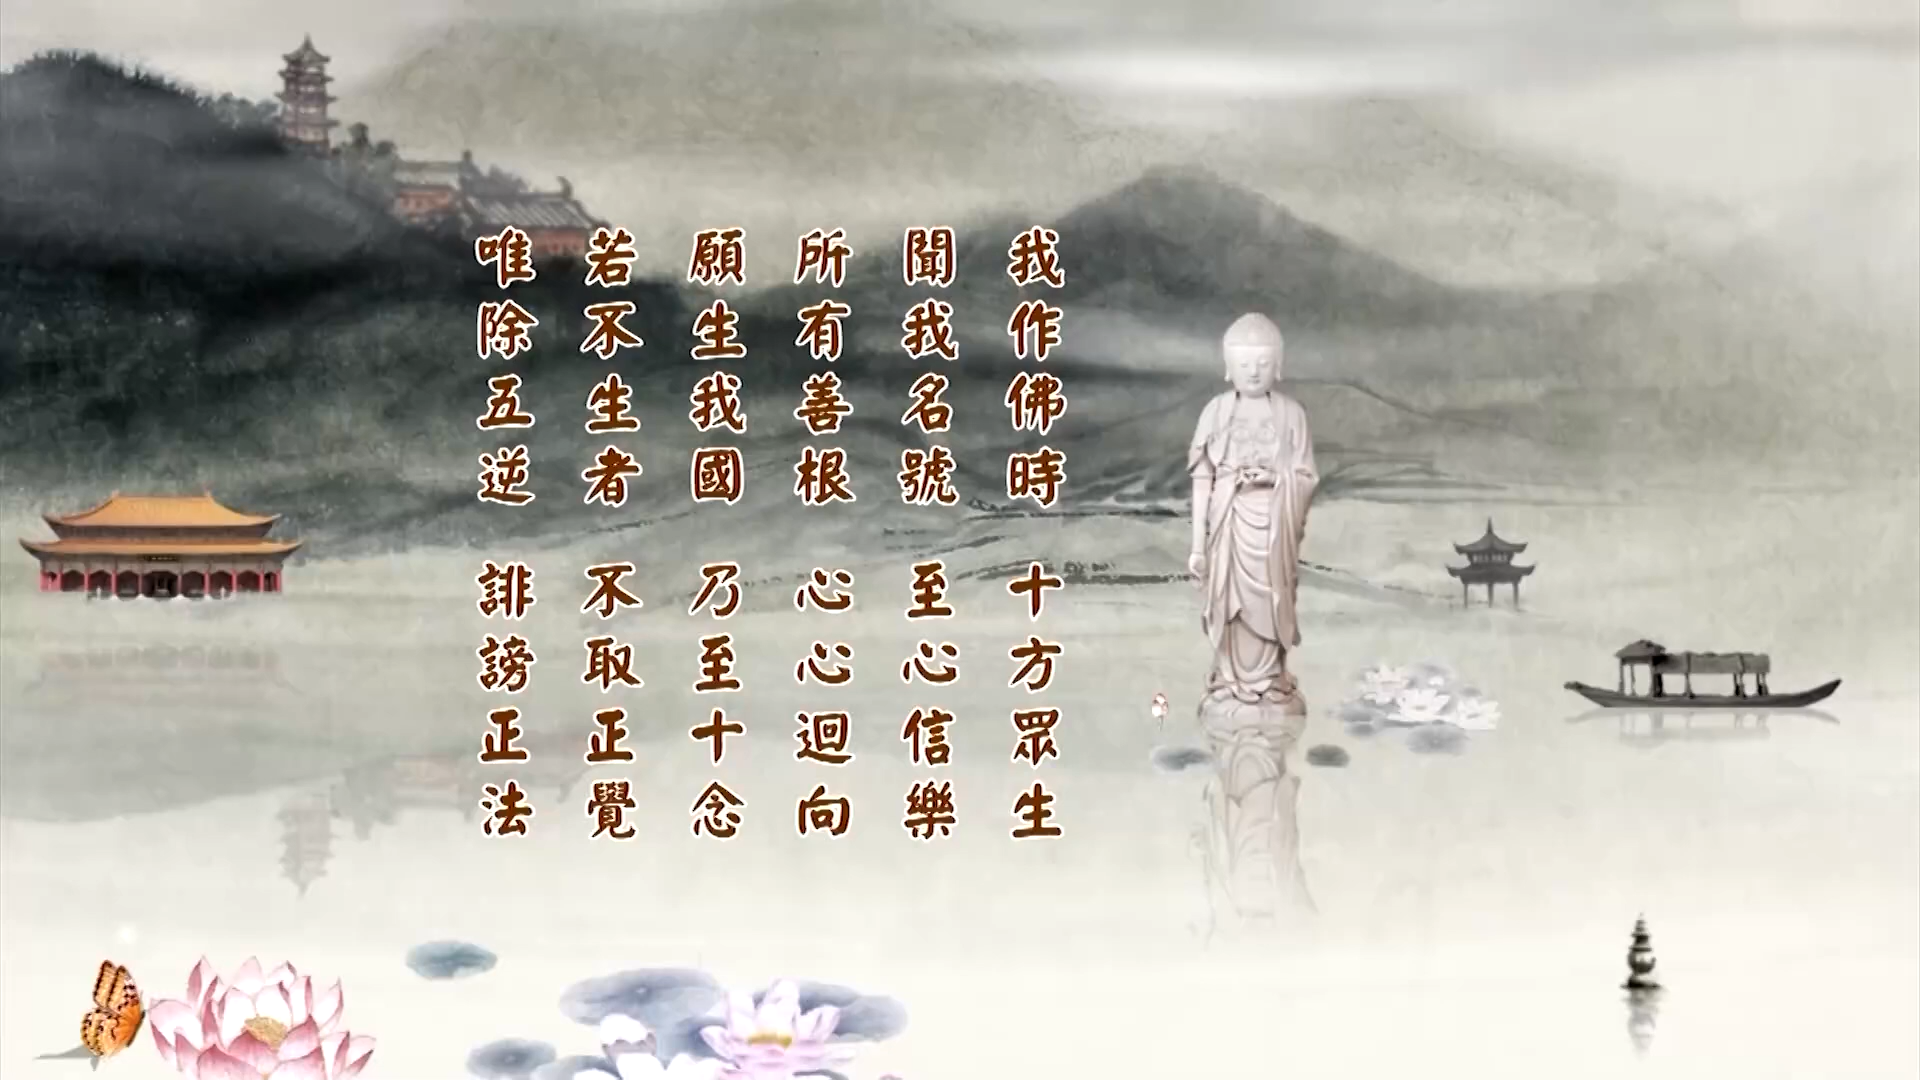 我作佛時 十方眾生
聞我名號 至心信樂
所有善根 心心迴向
願生我國 乃至十念
若不生者 不取正覺
唯除五逆 誹謗正法